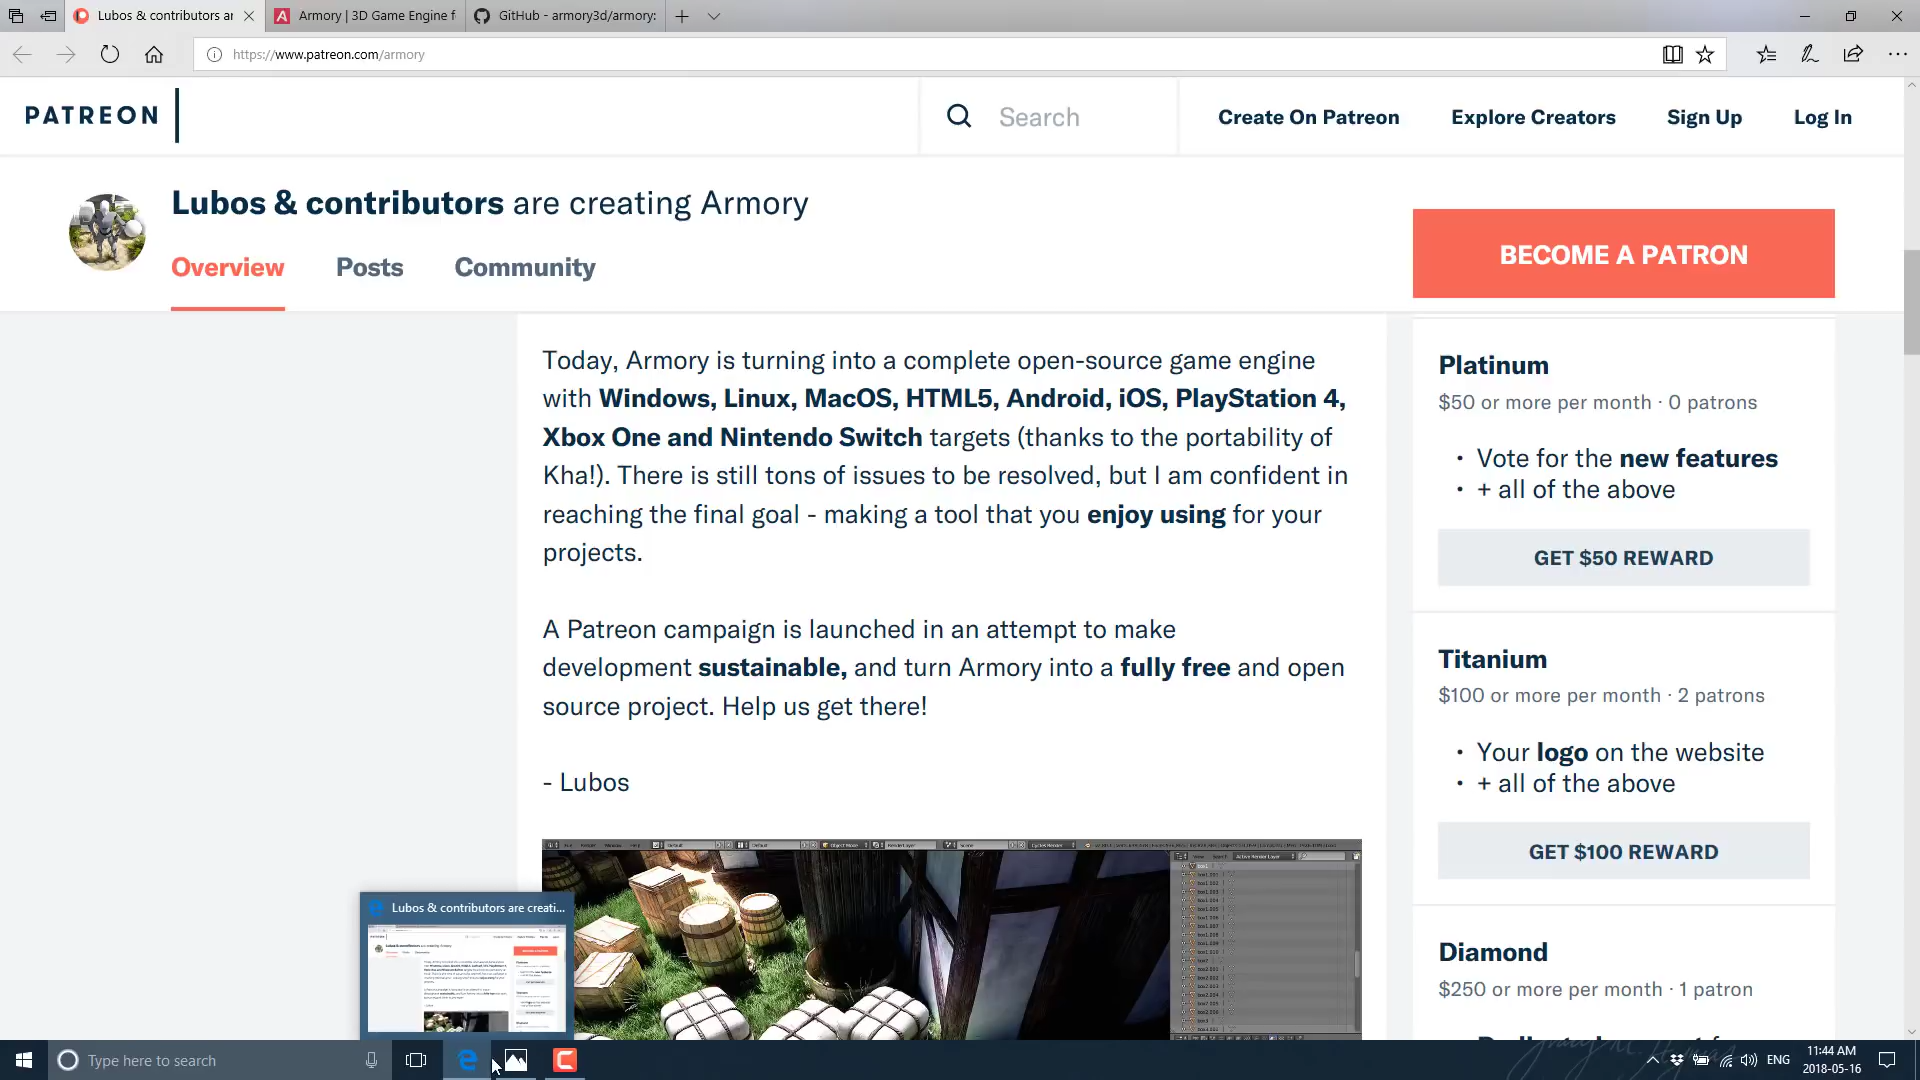 Lubos & contributors ar
Armory | 3D Game Engine f
GitHub - armory3d/armory:
https://www.patreon.com/armory
PATREON
Search
Create On Patreon
Explore Creators
Sign Up
Log In
Lubos & contributors are creating Armory
Overview
Posts
Community
BECOME A PATRON
Today, Armory is turning into a complete open-source game engine
with Windows, Linux, MacOS, HTML5, Android, iOS, PlayStation 4,
Xbox One and Nintendo Switch targets (thanks to the portability of
Kha!). There is still tons of issues to be resolved, but I am confident in
reaching the final goal - making a tool that you enjoy using for your
projects.
A Patreon campaign is launched in an attempt to make
development sustainable, and turn Armory into a fully free and open
source project. Help us get there!
- Lubos
Platinum
$50 or more per month · 0 patrons
• Vote for the new features
• + all of the above
GET $50 REWARD
Titanium
$100 or more per month · 2 patrons
• Your logo on the website
• + all of the above
GET $100 REWARD
Diamond
$250 or more per month · 1 patron
Lubos & contributors are creati...
Type here to search
ENG
11:44 AM
2018-05-16